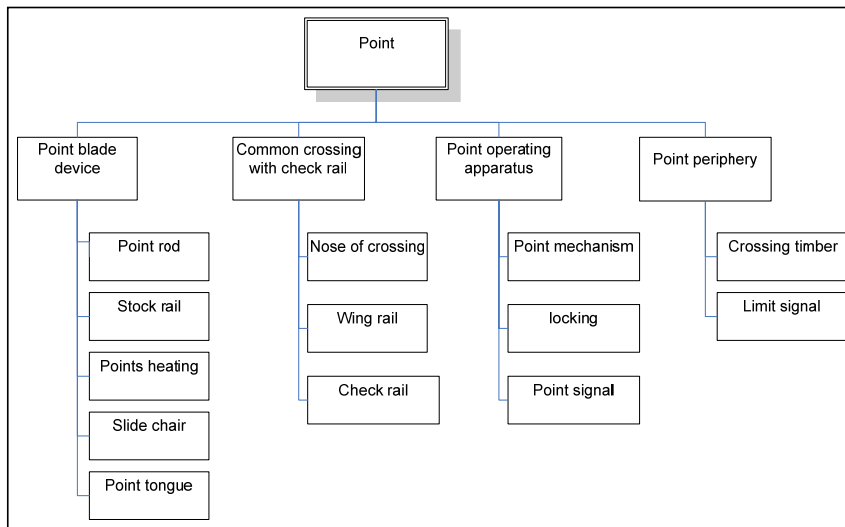 Point
Point blade
device
Point rod
Stock rail
Points heating
Slide chair
Point tongue
Common crossing
with check rail
Nose of crossing
Wing rail
Check rail
Point operating
apparatus
Point mechanism
locking
Point signal
Point periphery
Crossing timber
Limit signal